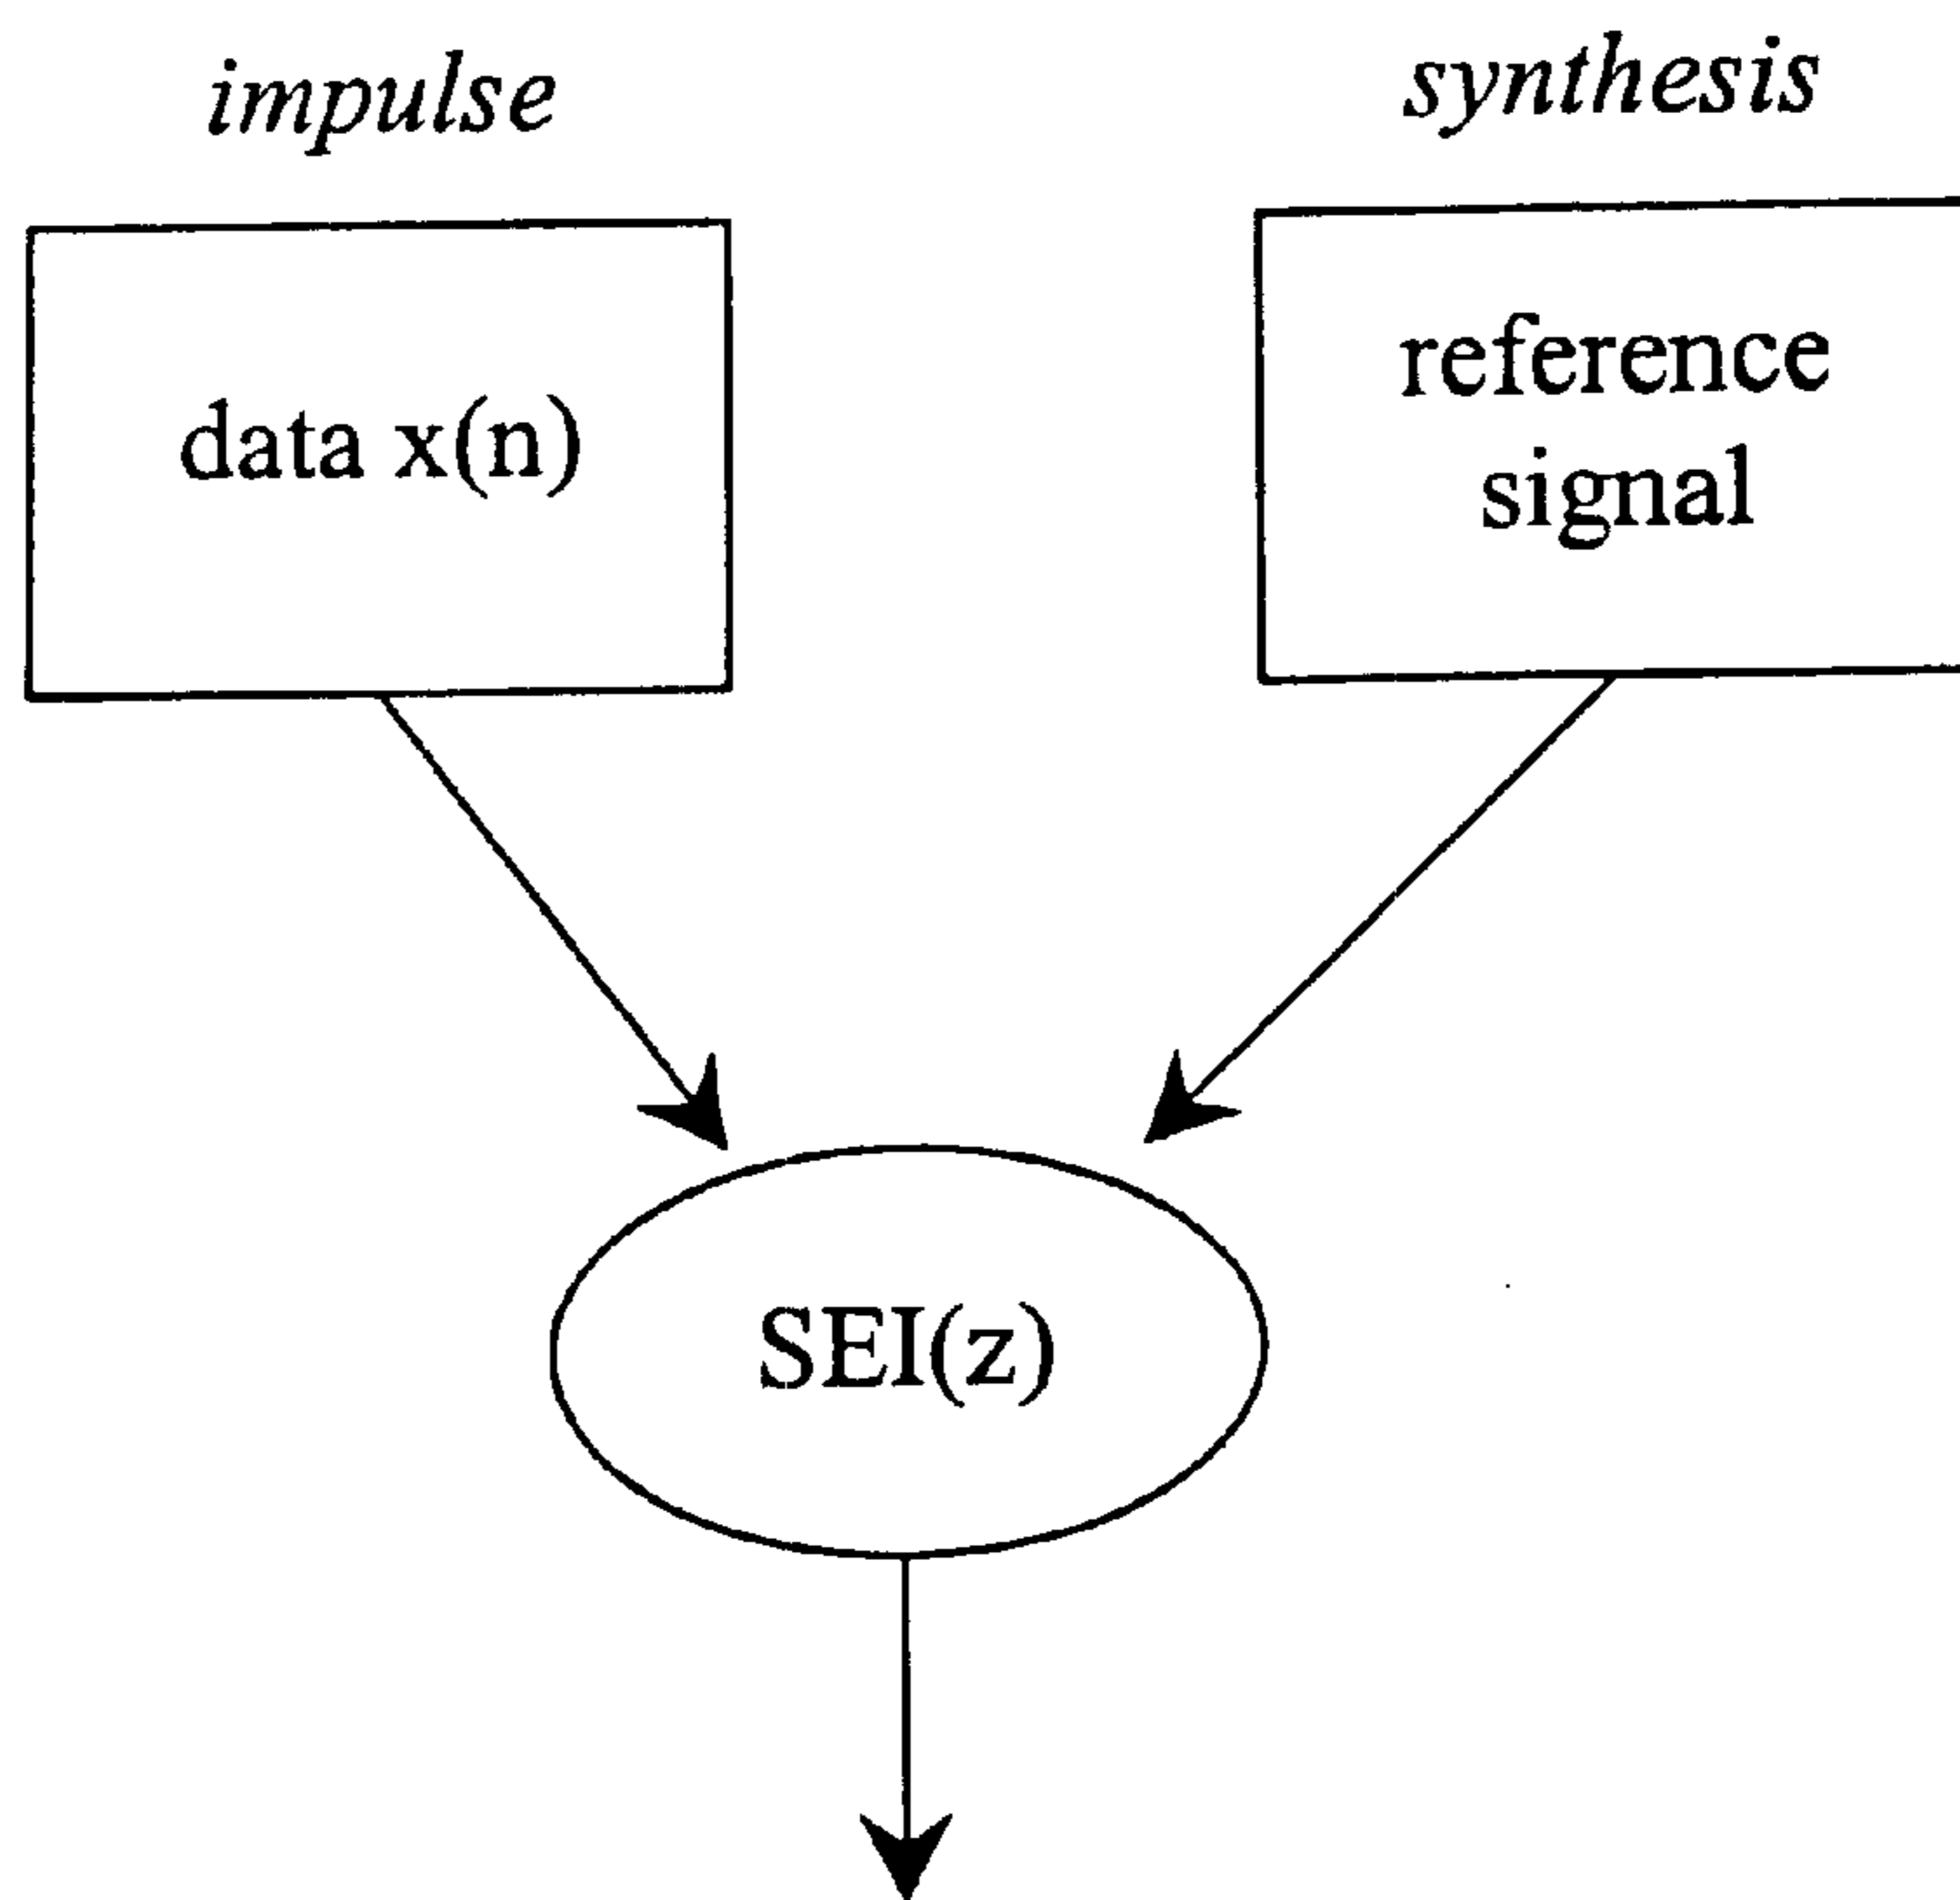 impulse
synthesis
data x(n)
reference
signal
SEI(z)